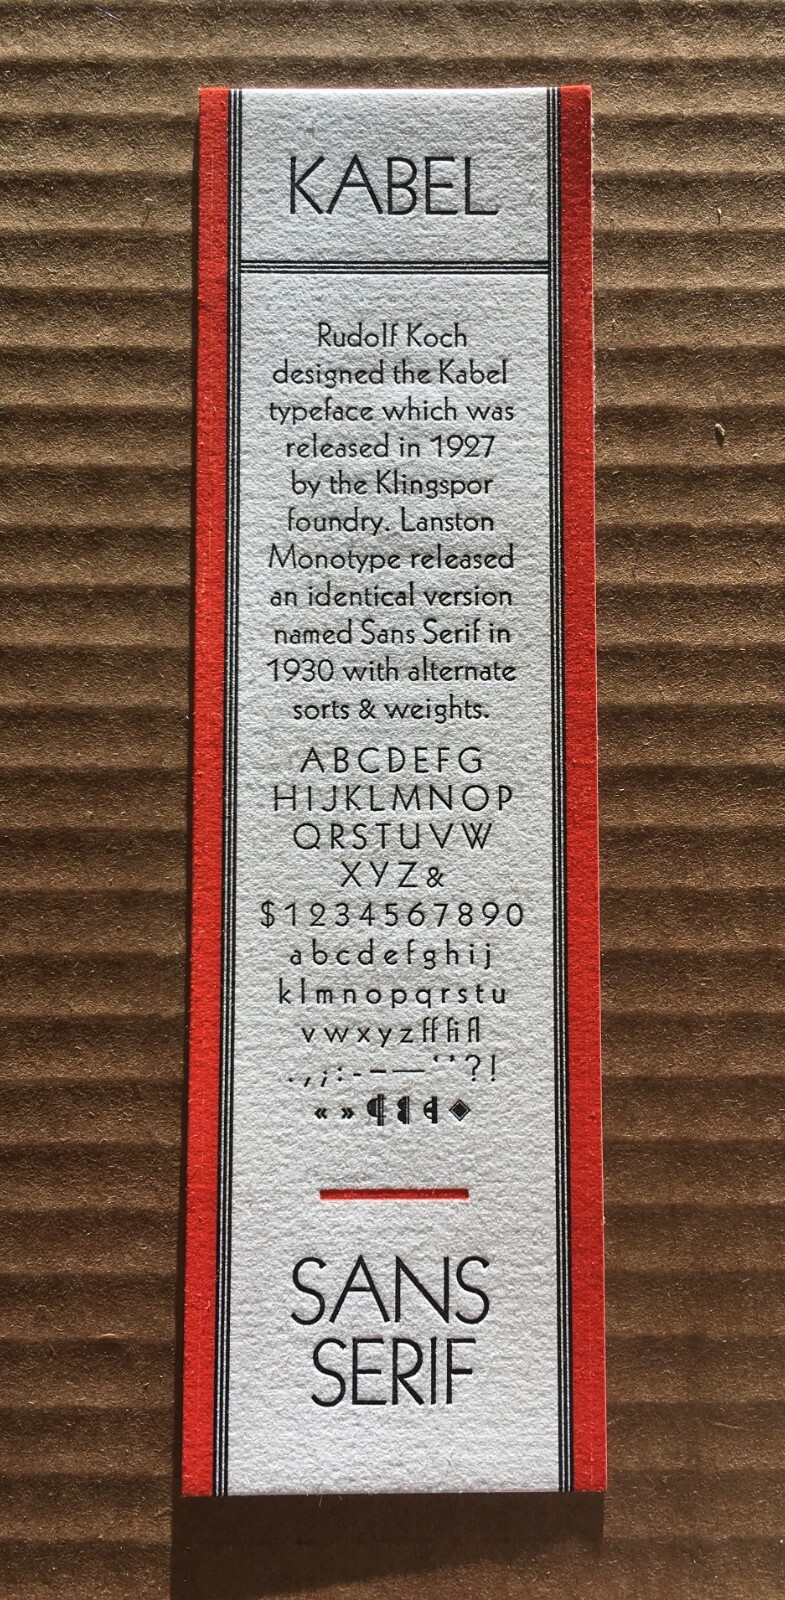 KABEL
Rudolf Koch
designed the Kabel
typeface which was
released in 1927
by the Klingspor
foundry. Lanston
Monotype released
an identical version
named Sans Serif in
1930 with alternate
sorts & weights.
ABCDEFG
HIJKLMNOP
QRSTUVW
XYZ&
$1234567890
abcdefghij
klmnopqrstu
vwxyzfffifl
.,;:-–—‘’?!
« » ¶ ◈
SANS
SERIF